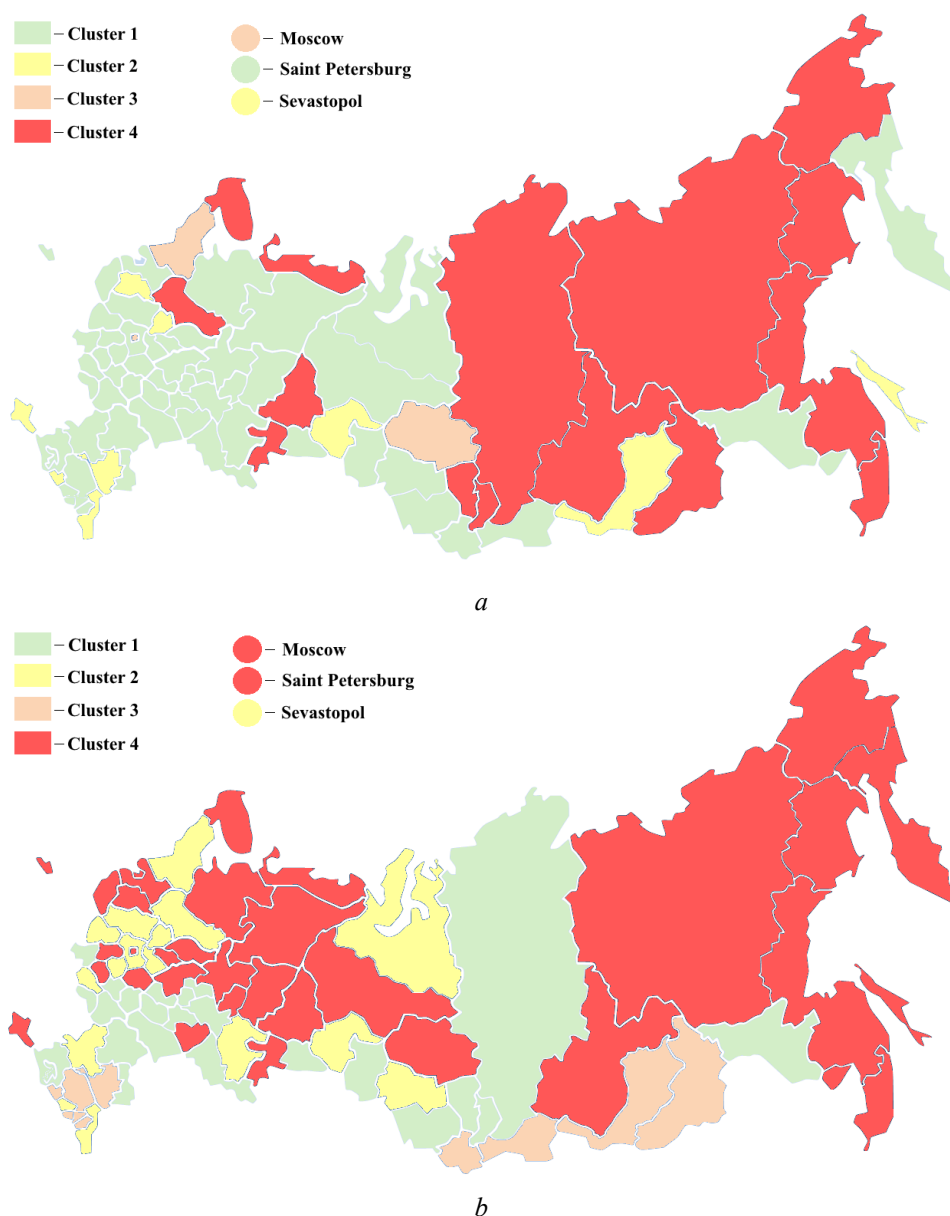 – Cluster 1
– Cluster 2
– Cluster 3
– Cluster 4
– Moscow
– Saint Petersburg
– Sevastopol
a
– Cluster 1
– Cluster 2
– Cluster 3
– Cluster 4
– Moscow
– Saint Petersburg
– Sevastopol
b